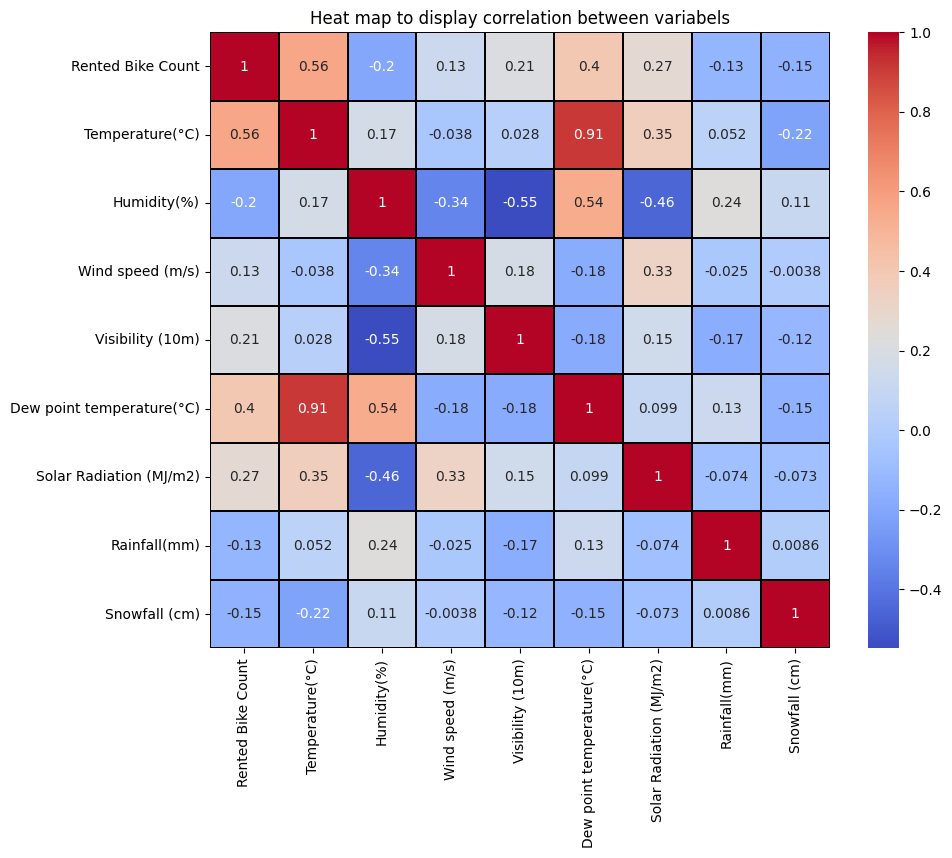 Heat map to display correlation between variabels
Rented Bike Count 1 0.56 -0.2 0.13 0.21 0.4 0.27 -0.13 -0.15
Temperature(°C) 0.56 1 0.17 -0.038 0.028 0.91 0.35 0.052 -0.22
Humidity(%) -0.2 0.17 1 -0.34 -0.55 0.54 -0.46 0.24 0.11
Wind speed (m/s) 0.13 -0.038 -0.34 1 0.18 -0.18 0.33 -0.025 -0.0038
Visibility (10m) 0.21 0.028 -0.55 0.18 1 -0.18 0.15 -0.17 -0.12
Dew point temperature(°C) 0.4 0.91 0.54 -0.18 -0.18 1 0.099 0.13 -0.15
Solar Radiation (MJ/m2) 0.27 0.35 -0.46 0.33 0.15 0.099 1 -0.074 -0.073
Rainfall(mm) -0.13 0.052 0.24 -0.025 -0.17 0.13 -0.074 1 0.0086
Snowfall (cm) -0.15 -0.22 0.11 -0.0038 -0.12 -0.15 -0.073 0.0086 1
Rented Bike Count
Temperature(°C)
Humidity(%)
Wind speed (m/s)
Visibility (10m)
Dew point temperature(°C)
Solar Radiation (MJ/m2)
Rainfall(mm)
Snowfall (cm)
1.0
0.8
0.6
0.4
0.2
0.0
−0.2
−0.4